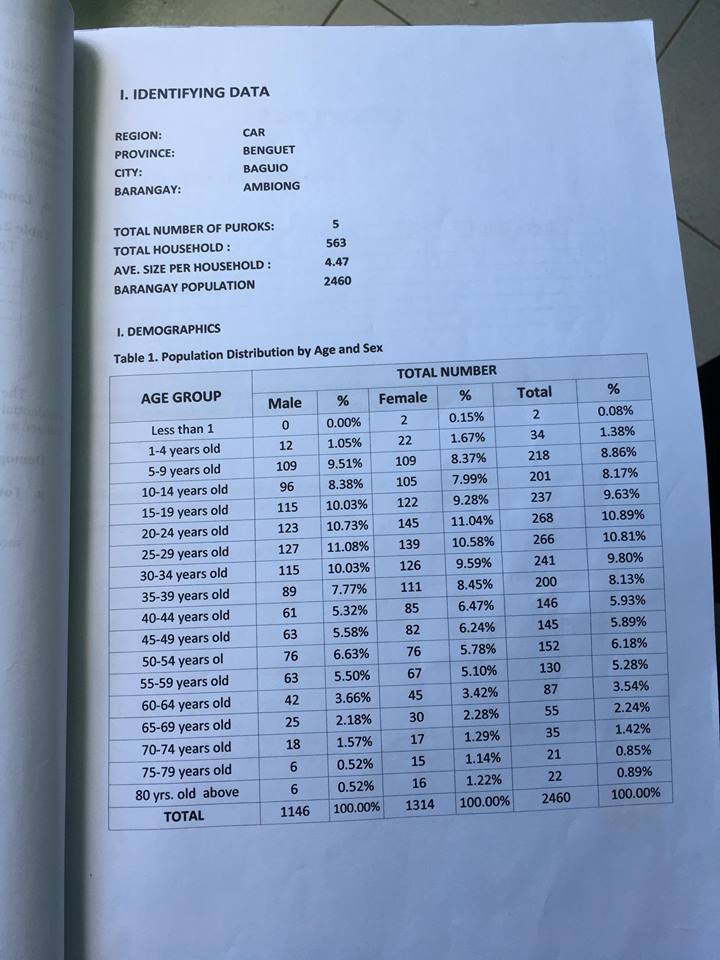 I. IDENTIFYING DATA
REGION: CAR
PROVINCE: BENGUET
CITY: BAGUIO
BARANGAY: AMBIONG
TOTAL NUMBER OF PUROKS: 5
TOTAL HOUSEHOLD : 563
AVE. SIZE PER HOUSEHOLD : 4.47
BARANGAY POPULATION 2460
I. DEMOGRAPHICS
Table 1. Population Distribution by Age and Sex
AGE GROUP TOTAL NUMBER
Male % Female % Total %
Less than 1 0 0.00% 2 0.15% 2 0.08%
1-4 years old 12 1.05% 22 1.67% 34 1.38%
5-9 years old 109 9.51% 109 8.37% 218 8.86%
10-14 years old 96 8.38% 105 7.99% 201 8.17%
15-19 years old 115 10.03% 122 9.28% 237 9.63%
20-24 years old 123 10.73% 145 11.04% 268 10.89%
25-29 years old 127 11.08% 139 10.58% 266 10.81%
30-34 years old 115 10.03% 126 9.59% 241 9.80%
35-39 years old 89 7.77% 111 8.45% 200 8.13%
40-44 years old 61 5.32% 85 6.47% 146 5.93%
45-49 years old 63 5.58% 82 6.24% 145 5.89%
50-54 years ol 76 6.63% 76 5.78% 152 6.18%
55-59 years old 63 5.50% 67 5.10% 130 5.28%
60-64 years old 42 3.66% 45 3.42% 87 3.54%
65-69 years old 25 2.18% 30 2.28% 55 2.24%
70-74 years old 18 1.57% 17 1.29% 35 1.42%
75-79 years old 6 0.52% 15 1.14% 21 0.85%
80 yrs. old above 6 0.52% 16 1.22% 22 0.89%
TOTAL 1146 100.00% 1314 100.00% 2460 100.00%